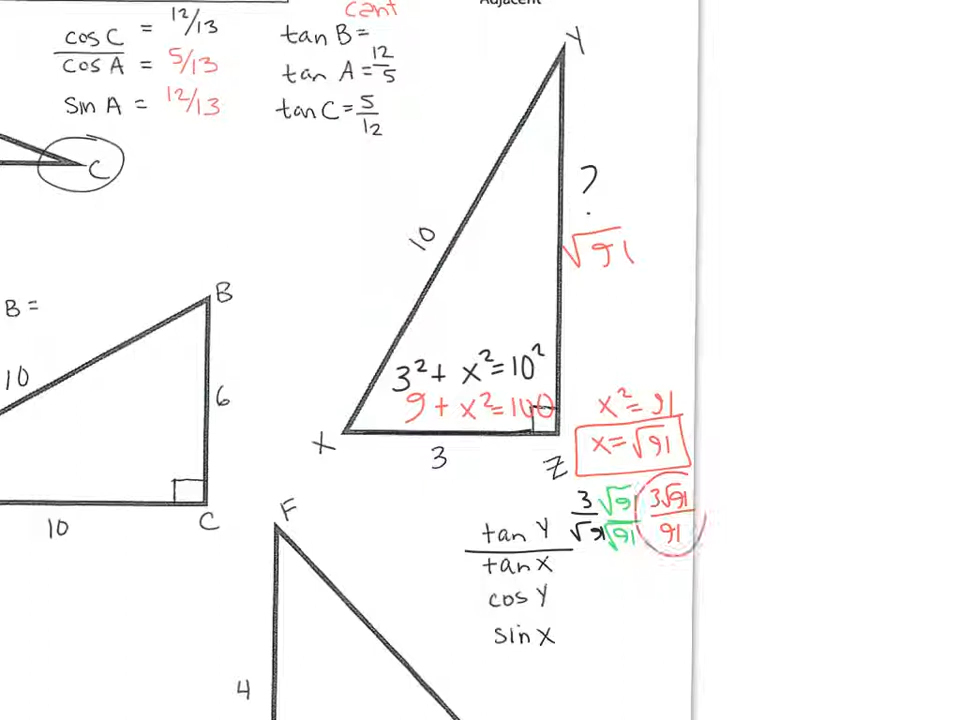 Adjacent
cos C = 12/13
cos A = 5/13
sin A = 12/13
tan B =
tan A = 12/5
tan C = 5/12
C
Y
10
?
√91
3² + x² = 10²
9 + x² = 100
X
3
Z
x² = 91
x = √91
B =
B
10
6
10
C
tan Y 3/√91 √91/√91 3√91/91
tan X
cos Y
sin X
F
4